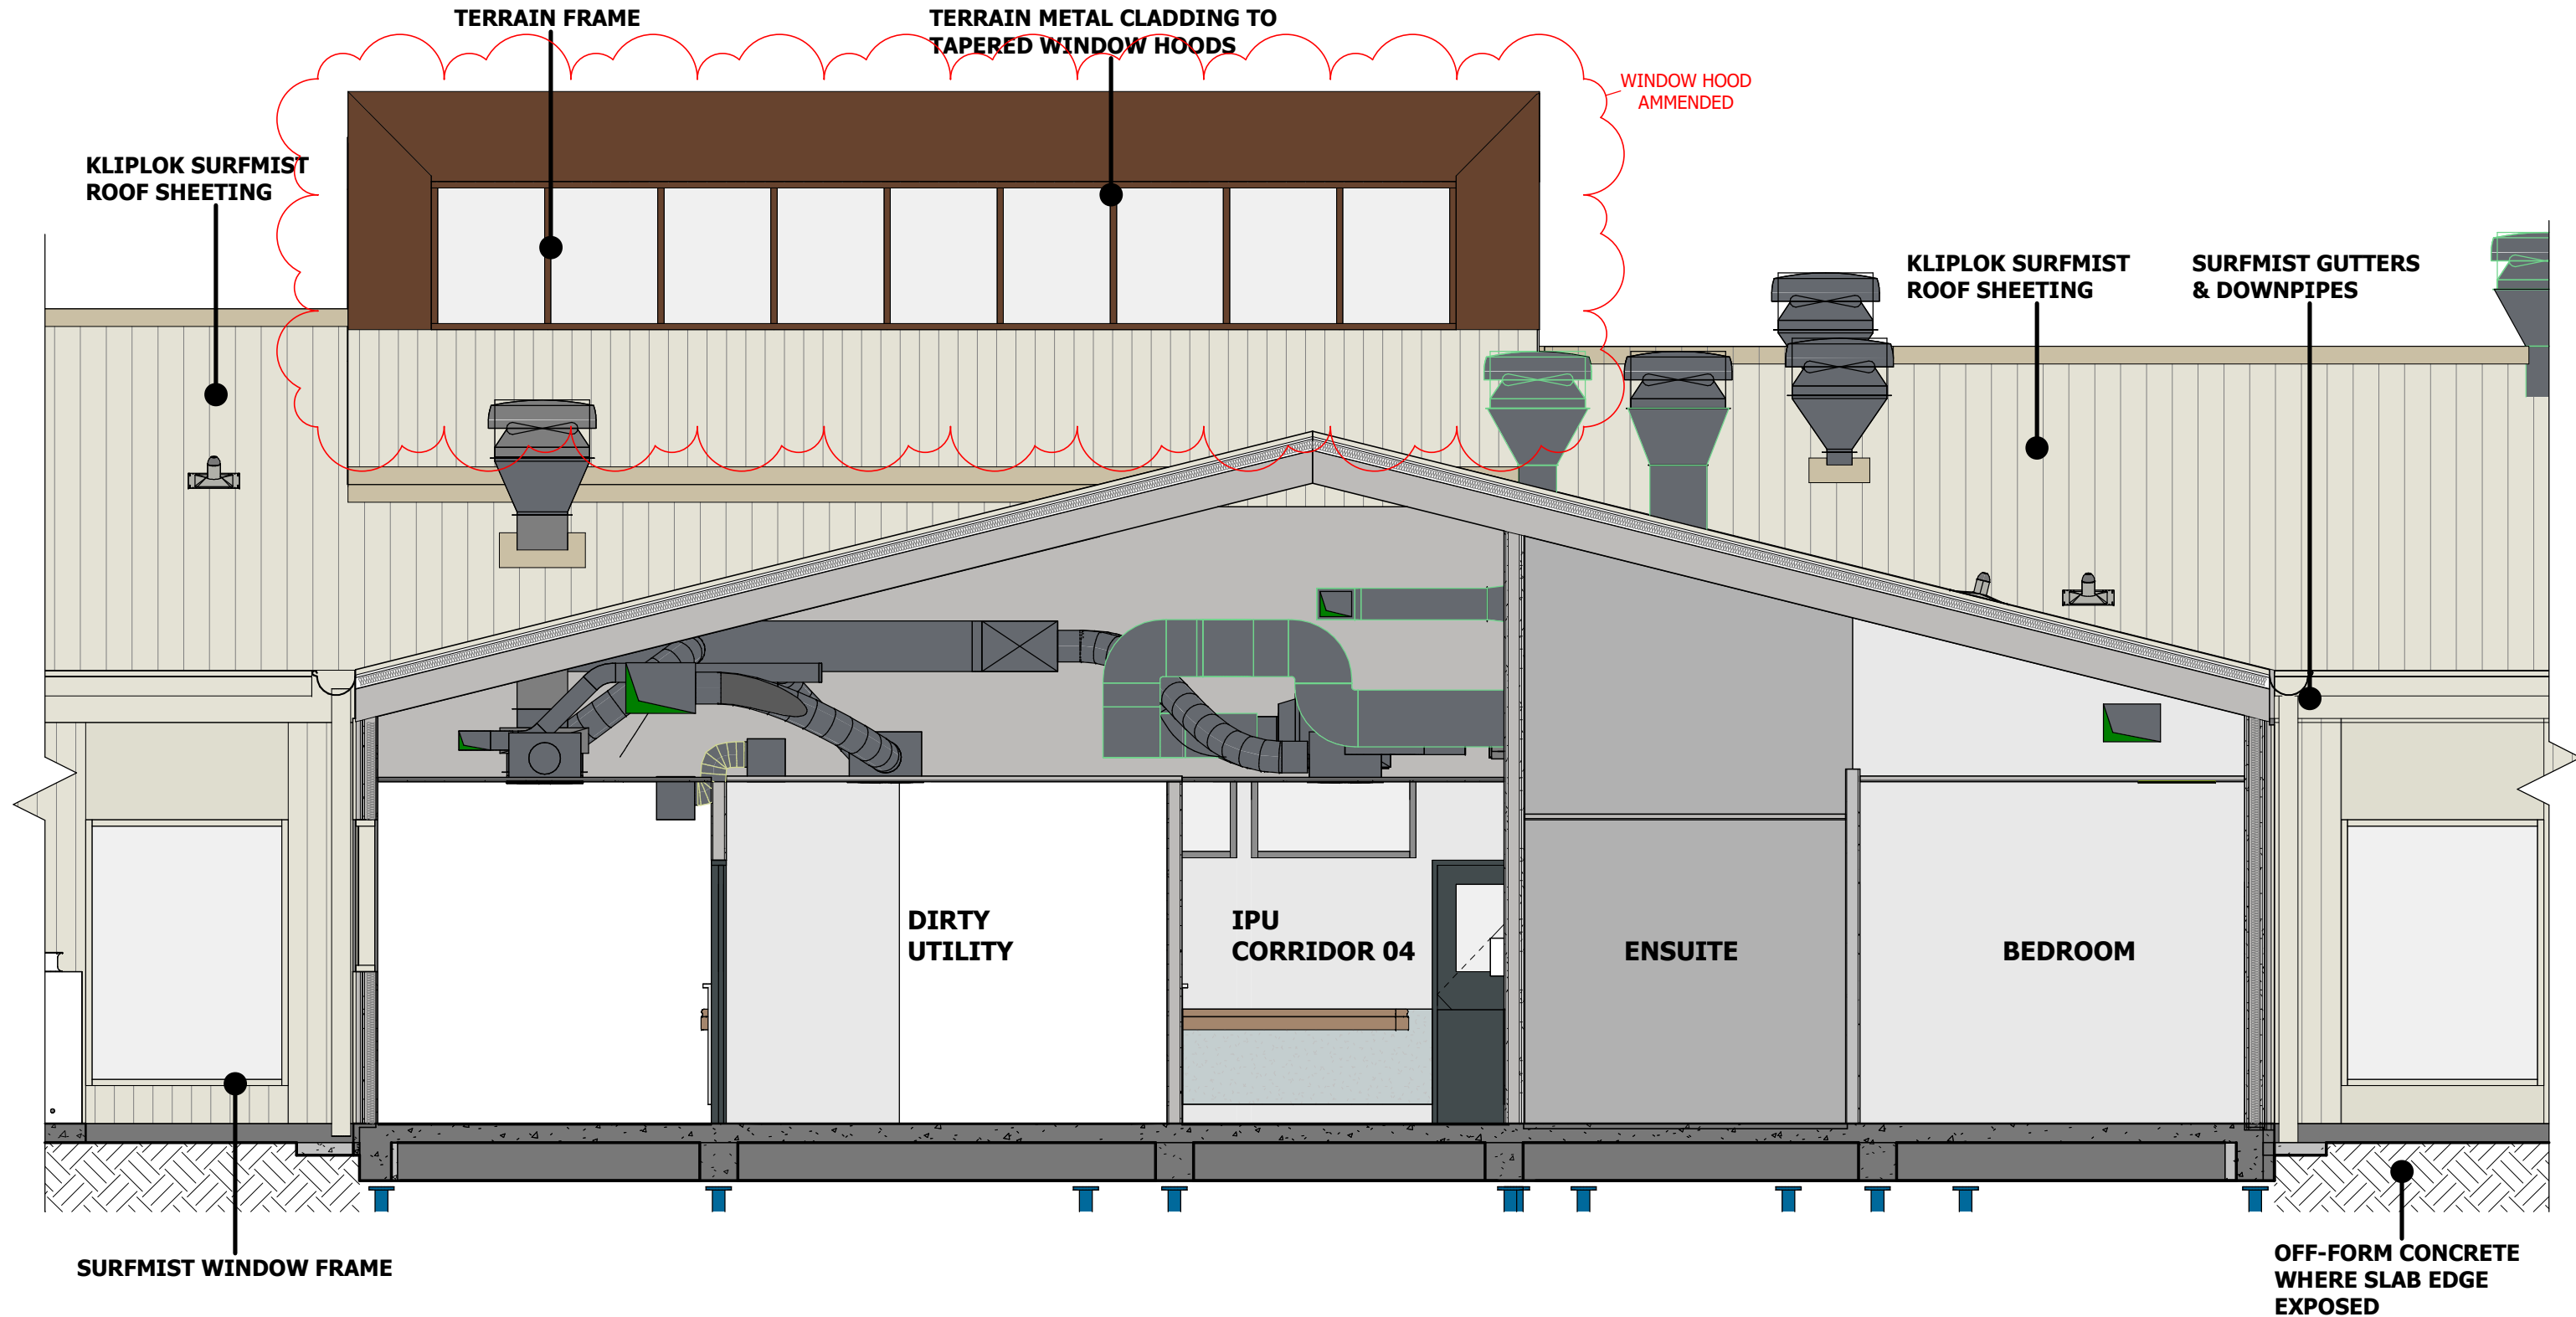 TERRAIN FRAME
TERRAIN METAL CLADDING TO
TAPERED WINDOW HOODS
WINDOW HOOD
AMMENDED
KLIPLOK SURFMIST
ROOF SHEETING
KLIPLOK SURFMIST
ROOF SHEETING
SURFMIST GUTTERS
& DOWNPIPES
DIRTY
UTILITY
IPU
CORRIDOR 04
ENSUITE
BEDROOM
SURFMIST WINDOW FRAME
OFF-FORM CONCRETE
WHERE SLAB EDGE
EXPOSED